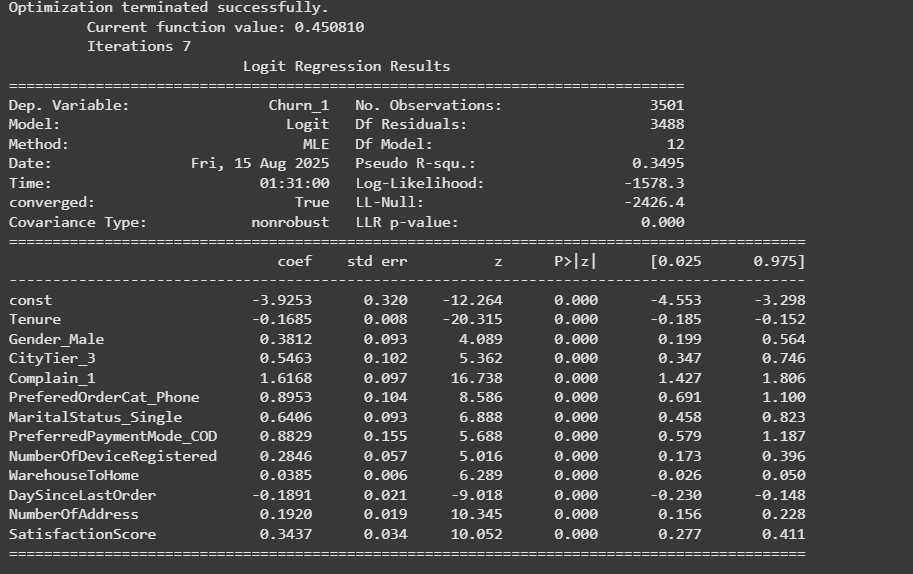 Optimization terminated successfully.
Current function value: 0.450810
Iterations 7
Logit Regression Results
==============================================================================
Dep. Variable: Churn_1 No. Observations: 3501
Model: Logit Df Residuals: 3488
Method: MLE Df Model: 12
Date: Fri, 15 Aug 2025 Pseudo R-squ.: 0.3495
Time: 01:31:00 Log-Likelihood: -1578.3
converged: True LL-Null: -2426.4
Covariance Type: nonrobust LLR p-value: 0.000
============================================================================================
coef std err z P>|z| [0.025 0.975]
--------------------------------------------------------------------------------------------
const -3.9253 0.320 -12.264 0.000 -4.553 -3.298
Tenure -0.1685 0.008 -20.315 0.000 -0.185 -0.152
Gender_Male 0.3812 0.093 4.089 0.000 0.199 0.564
CityTier_3 0.5463 0.102 5.362 0.000 0.347 0.746
Complain_1 1.6168 0.097 16.738 0.000 1.427 1.806
PreferedOrderCat_Phone 0.8953 0.104 8.586 0.000 0.691 1.100
MaritalStatus_Single 0.6406 0.093 6.888 0.000 0.458 0.823
PreferredPaymentMode_COD 0.8829 0.155 5.688 0.000 0.579 1.187
NumberOfDeviceRegistered 0.2846 0.057 5.016 0.000 0.173 0.396
WarehouseToHome 0.0385 0.006 6.289 0.000 0.026 0.050
DaySinceLastOrder -0.1891 0.021 -9.018 0.000 -0.230 -0.148
NumberOfAddress 0.1920 0.019 10.345 0.000 0.156 0.228
SatisfactionScore 0.3437 0.034 10.052 0.000 0.277 0.411
============================================================================================